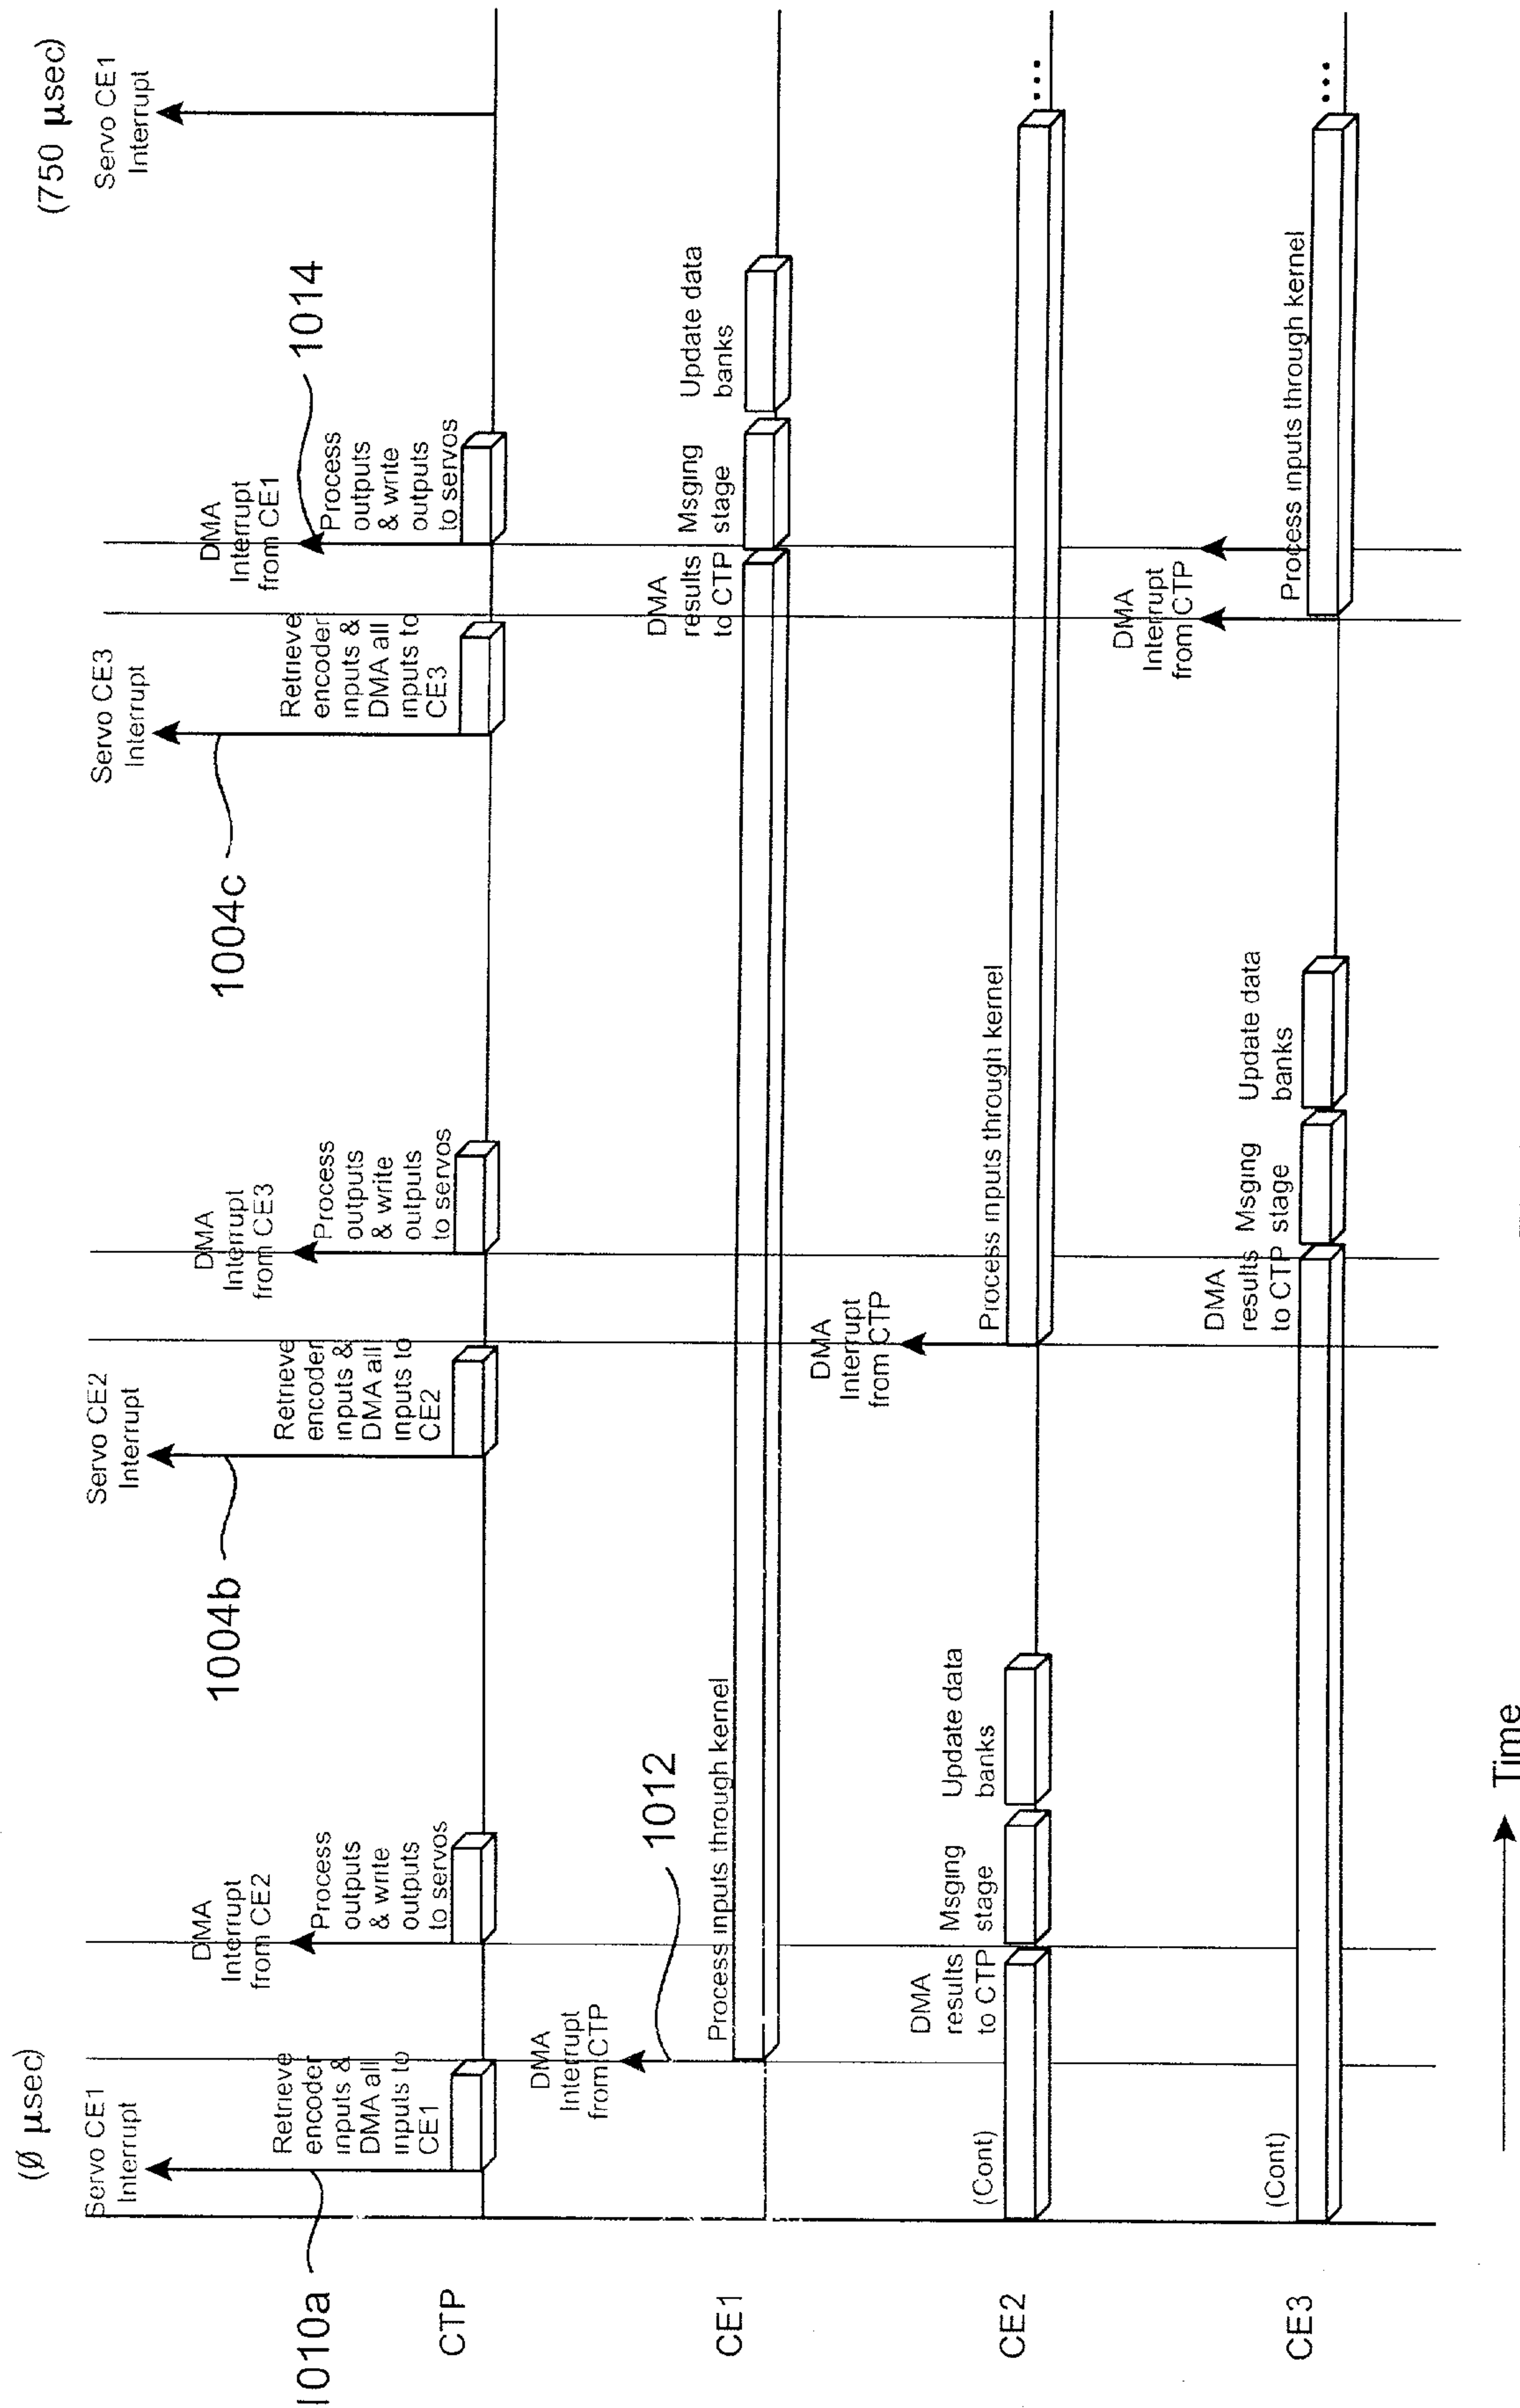 (Ø µsec)
(750 µsec)
Servo CE1
Interrupt
Servo CE2
Interrupt
Servo CE3
Interrupt
Servo CE1
Interrupt
1010a
1004b
1004c
1014
DMA
Interrupt
from CE2
DMA
Interrupt
from CE3
DMA
Interrupt
from CE1
Retrieve
encoder
inputs &
DMA all
inputs to
CE1
Process
outputs
& write
outputs
to servos
Retrieve
encoder
inputs &
DMA all
inputs to
CE2
Process
outputs
& write
outputs
to servos
Retrieve
encoder
inputs &
DMA all
inputs to
CE3
Process
outputs
& write
outputs
to servos
CTP
DMA
Interrupt
from CTP
1012
Process inputs through kernel
DMA
results
to CTP
Msging
stage
Update data
banks
CE1
(Cont)
DMA
results
to CTP
Msging
stage
Update data
banks
DMA
Interrupt
from CTP
Process inputs through kernel
...
CE2
(Cont)
DMA
results
to CTP
Msging
stage
Update data
banks
DMA
Interrupt
from CTP
Process inputs through kernel
...
CE3
Time